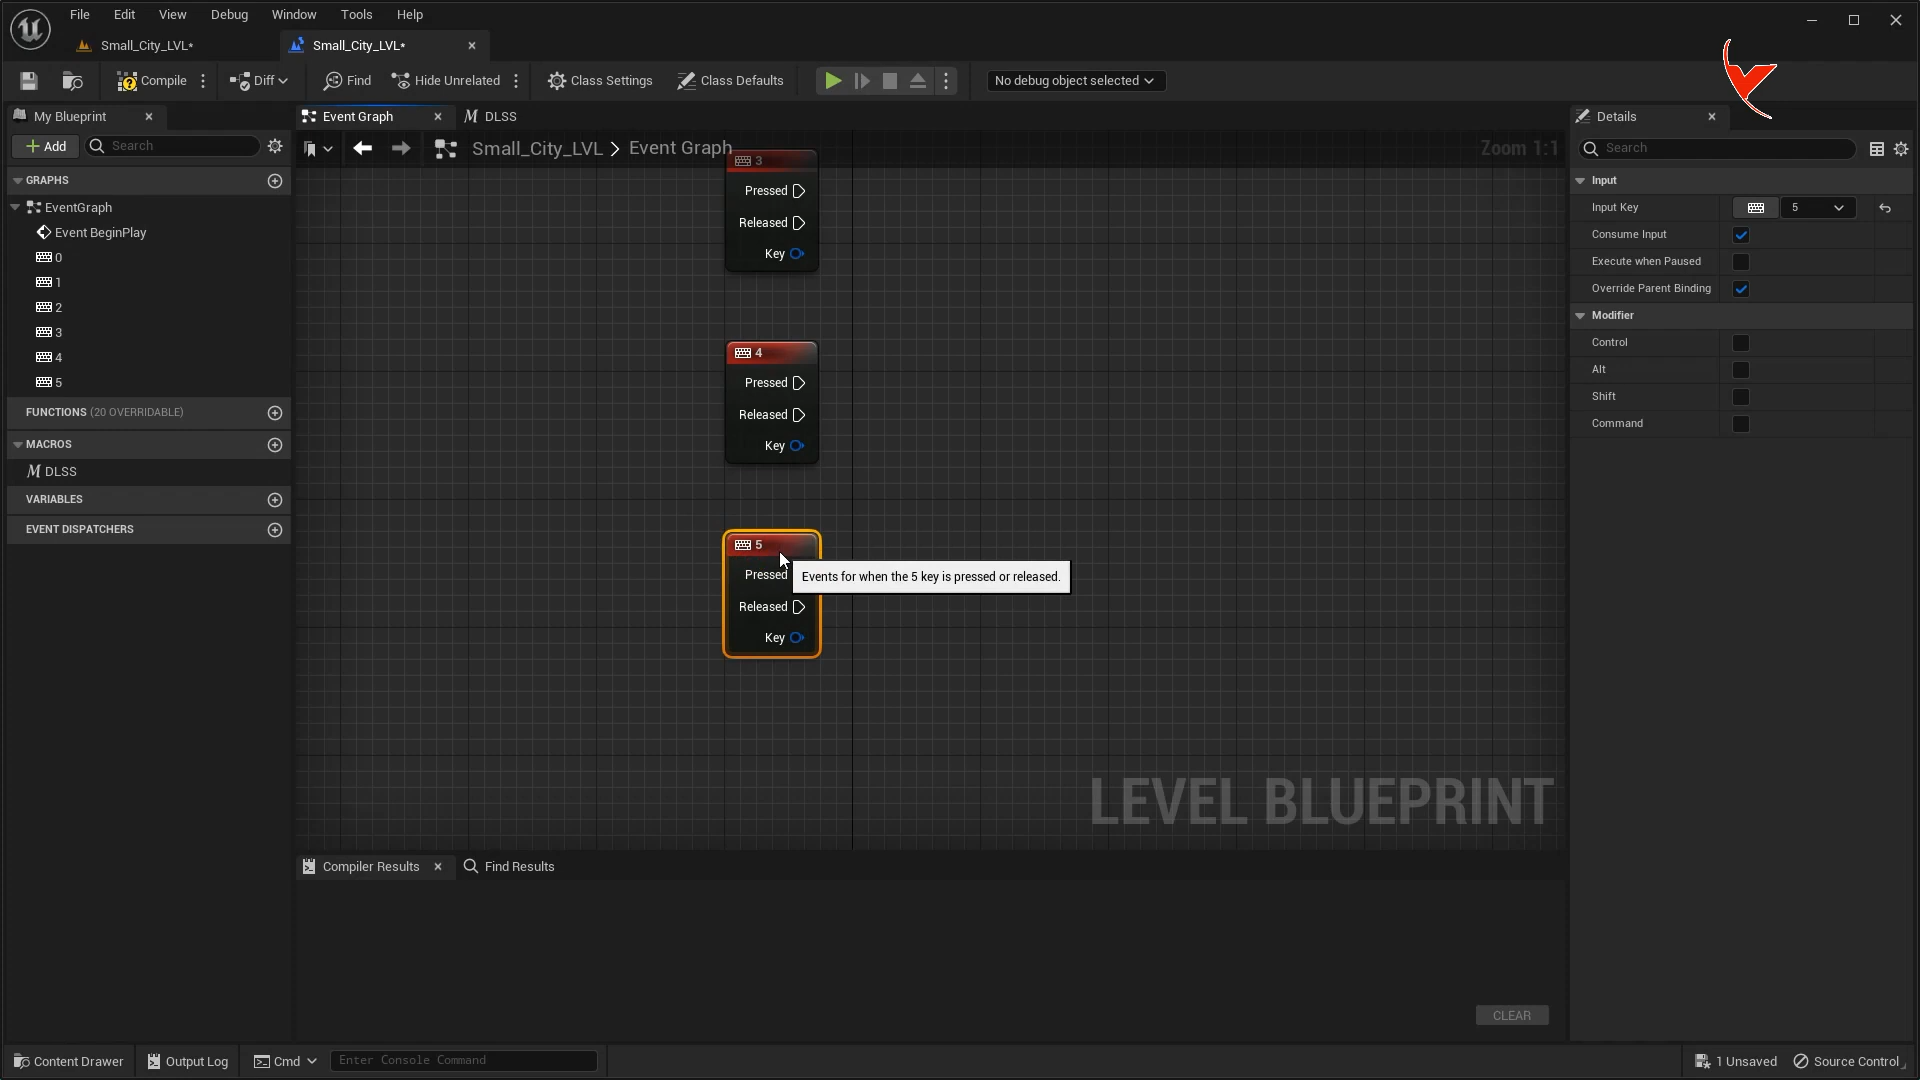 File Edit View Debug Window Tools Help
Small_City_LVL* Small_City_LVL*
Compile Diff Find Hide Unrelated Class Settings Class Defaults No debug object selected
My Blueprint Event Graph DLSS Details
Add Search Small_City_LVL > Event Graph Zoom 1:1 Search
GRAPHS
EventGraph
Event BeginPlay
0
1
2
3
4
5
FUNCTIONS (20 OVERRIDABLE)
MACROS
DLSS
VARIABLES
EVENT DISPATCHERS
3
Pressed
Released
Key
4
Pressed
Released
Key
5
Pressed
Released
Key
Events for when the 5 key is pressed or released.
LEVEL BLUEPRINT
Input
Input Key 5
Consume Input
Execute when Paused
Override Parent Binding
Modifier
Control
Alt
Shift
Command
Compiler Results Find Results
CLEAR
Content Drawer Output Log Cmd Enter Console Command 1 Unsaved Source Control